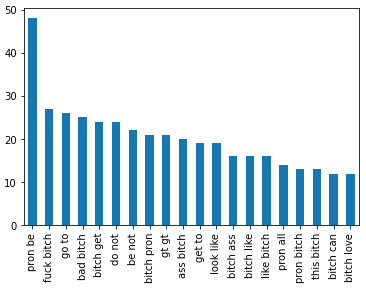 50
40
30
20
10
0
pron be
fuck bitch
go to
bad bitch
bitch get
do not
be not
bitch pron
gt gt
ass bitch
get to
look like
bitch ass
bitch like
like bitch
pron all
pron bitch
this bitch
bitch can
bitch love